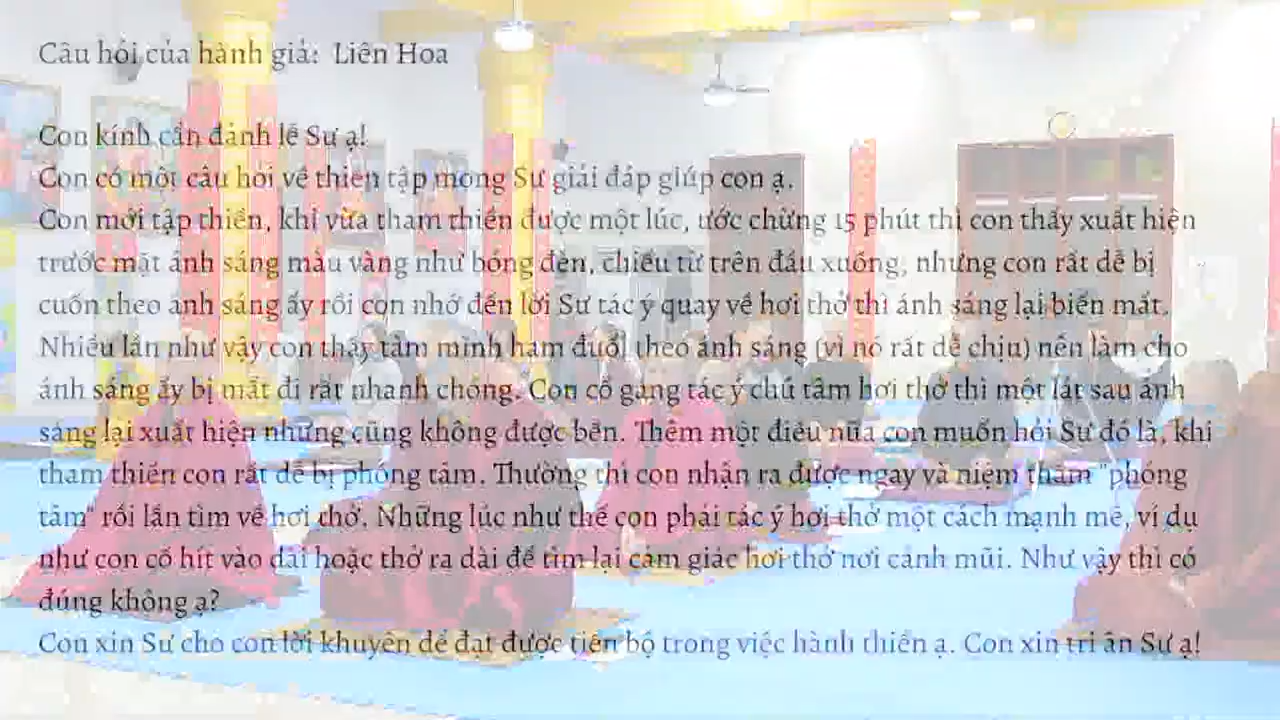 Câu hỏi của hành giả: Liên Hoa
Con kính cẩn đảnh lễ Sư ạ!
Con có một câu hỏi về thiền tập mong Sư giải đáp giúp con ạ.
Con mới tập thiền, khi vừa tham thiền được một lúc, ước chừng 15 phút thì con thấy xuất hiện
trước mặt ánh sáng màu vàng như bóng đèn, chiếu từ trên đầu xuống, nhưng con rất dễ bị
cuốn theo ánh sáng ấy rồi con nhớ đến lời Sư tác ý quay về hơi thở thì ánh sáng lại biến mất.
Nhiều lần như vậy con thấy tâm mình ham đuổi theo ánh sáng (vì nó rất dễ chịu) nên làm cho
ánh sáng ấy bị mất đi rất nhanh chóng. Con cố gắng tác ý chú tâm hơi thở thì một lát sau ánh
sáng lại xuất hiện nhưng cũng không được bền. Thêm một điều nữa con muốn hỏi Sư đó là, khi
tham thiền con rất dễ bị phóng tâm. Thường thì con nhận ra được ngay và niệm thầm "phóng
tâm" rồi lần tìm về hơi thở. Những lúc như thế con phải tác ý hơi thở một cách mạnh mẽ, ví dụ
như con cố hít vào dài hoặc thở ra dài để tìm lại cảm giác hơi thở nơi cánh mũi. Như vậy thì có
đúng không ạ?
Con xin Sư cho con lời khuyên để đạt được tiến bộ trong việc hành thiền ạ. Con xin tri ân Sư ạ!